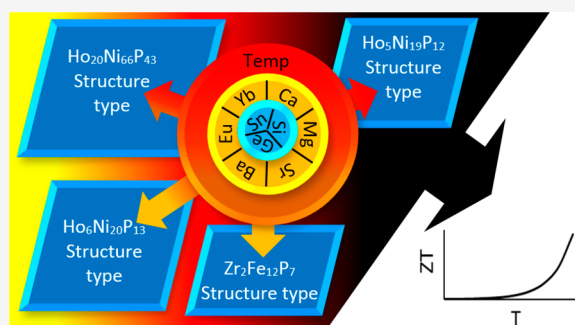 Ho₂₀Ni₆₆P₄₃
Structure
type
Ho₅Ni₁₉P₁₂
Structure
type
Temp
Yb
Ca
Eu
Mg
Ba
Sr
Sn
Si
Ge
Ho₆Ni₂₀P₁₃
Structure
type
Zr₂Fe₁₂P₇
Structure type
ZT
T